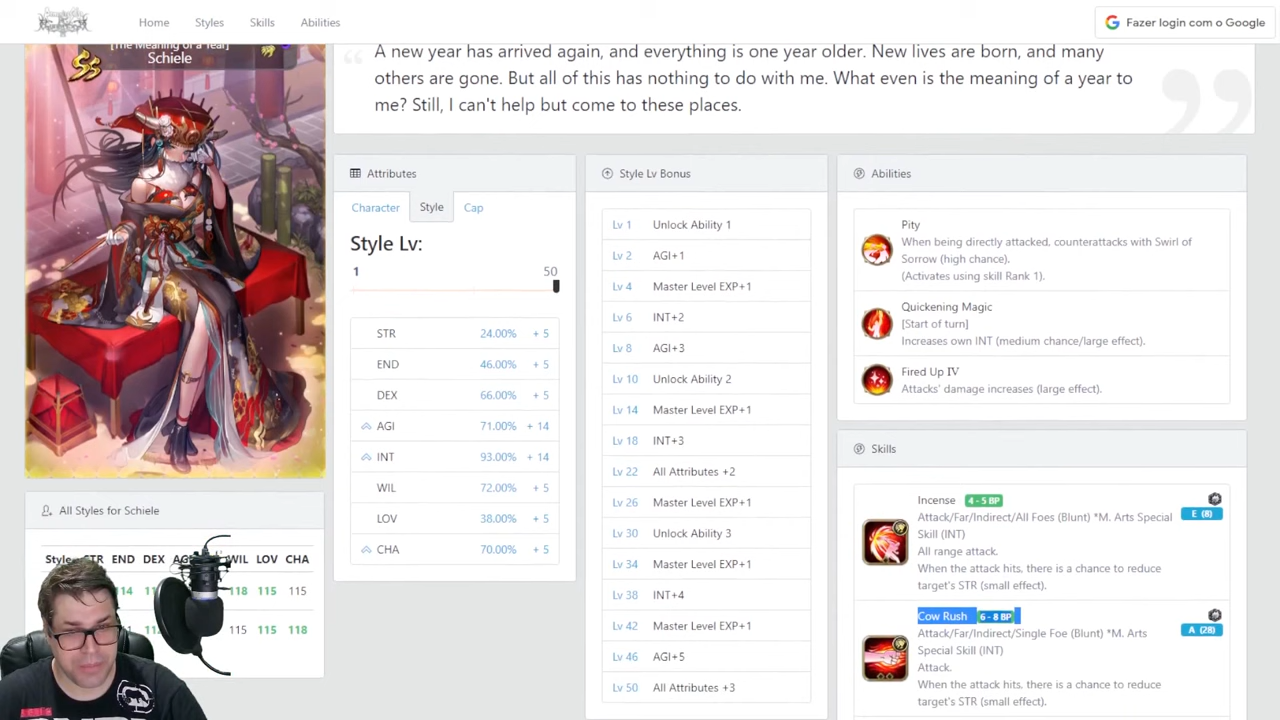 Home Styles Skills Abilities
Fazer login com o Google
[The Meaning of a Year]
Schiele
SS
A new year has arrived again, and everything is one year older. New lives are born, and many
others are gone. But all of this has nothing to do with me. What even is the meaning of a year to
me? Still, I can't help but come to these places.
Attributes
Character Style Cap
Style Lv:
1 50
STR 24.00% + 5
END 46.00% + 5
DEX 66.00% + 5
AGI 71.00% + 14
INT 93.00% + 14
WIL 72.00% + 5
LOV 38.00% + 5
CHA 70.00% + 5
Style Lv Bonus
Lv 1 Unlock Ability 1
Lv 2 AGI+1
Lv 4 Master Level EXP+1
Lv 6 INT+2
Lv 8 AGI+3
Lv 10 Unlock Ability 2
Lv 14 Master Level EXP+1
Lv 18 INT+3
Lv 22 All Attributes +2
Lv 26 Master Level EXP+1
Lv 30 Unlock Ability 3
Lv 34 Master Level EXP+1
Lv 38 INT+4
Lv 42 Master Level EXP+1
Lv 46 AGI+5
Lv 50 All Attributes +3
Abilities
Pity
When being directly attacked, counterattacks with Swirl of
Sorrow (high chance).
(Activates using skill Rank 1).
Quickening Magic
[Start of turn]
Increases own INT (medium chance/large effect).
Fired Up IV
Attacks' damage increases (large effect).
Skills
Incense 4 - 5 BP
E (8)
Attack/Far/Indirect/All Foes (Blunt) *M. Arts Special
Skill (INT)
All range attack.
When the attack hits, there is a chance to reduce
target's STR (small effect).
Cow Rush 6 - 8 BP
A (28)
Attack/Far/Indirect/Single Foe (Blunt) *M. Arts
Special Skill (INT)
Attack.
When the attack hits, there is a chance to reduce
target's STR (small effect).
All Styles for Schiele
Style STR END DEX WIL LOV CHA
118 115 115
115 115 118